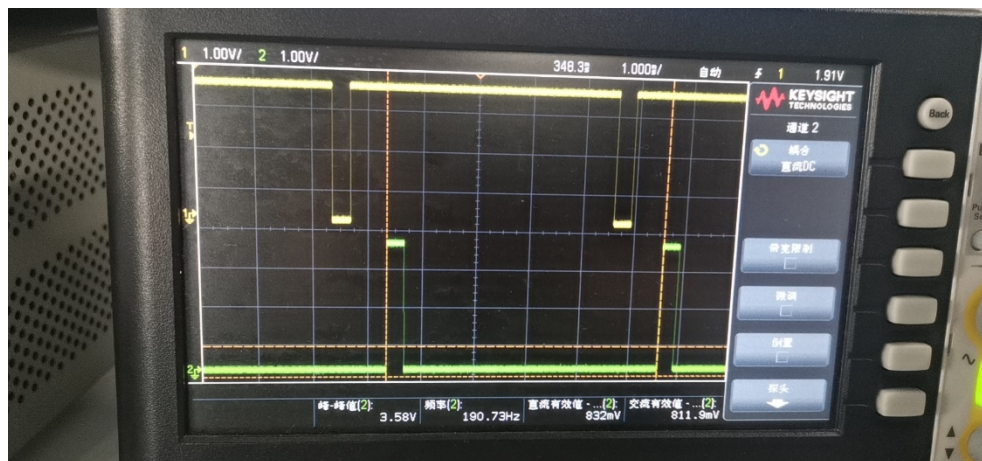 1 1.00V/ 2 1.00V/ 348.3 1.000 / 自动 1 1.91V
KEYSIGHT
TECHNOLOGIES
Back
通道 2
耦合
直流DC
T
1
带宽限制
微调
倒置
探头
2
峰-峰值(2): 频率(2): 直流有效值 - ...(2): 交流有效值 - ...(2):
3.58V 190.73Hz 832mV 811.9mV